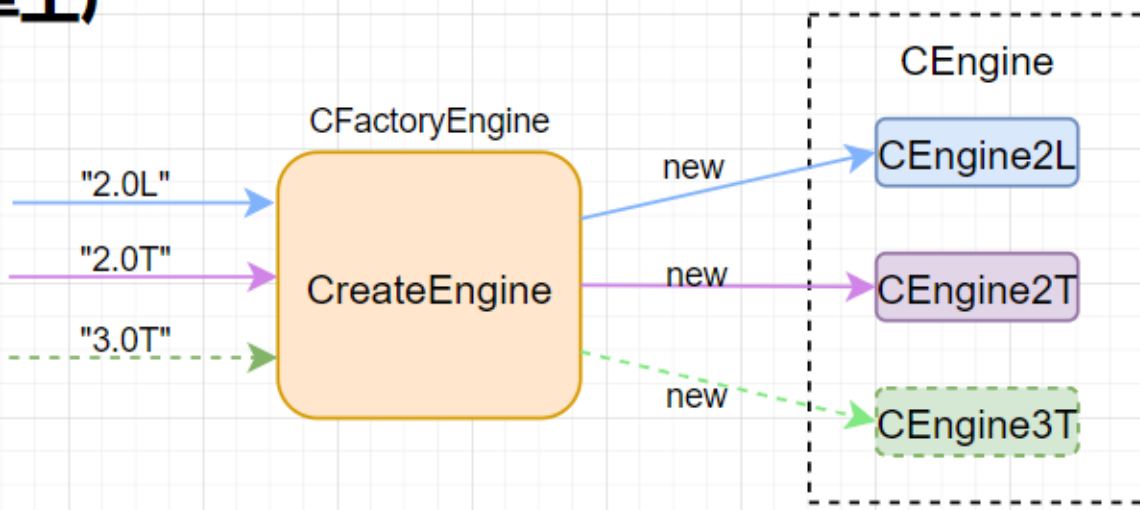 CEngine
CFactoryEngine
CEngine2L
new
"2.0L"
"2.0T"
new
CreateEngine
CEngine2T
"3.0T"
new
CEngine3T